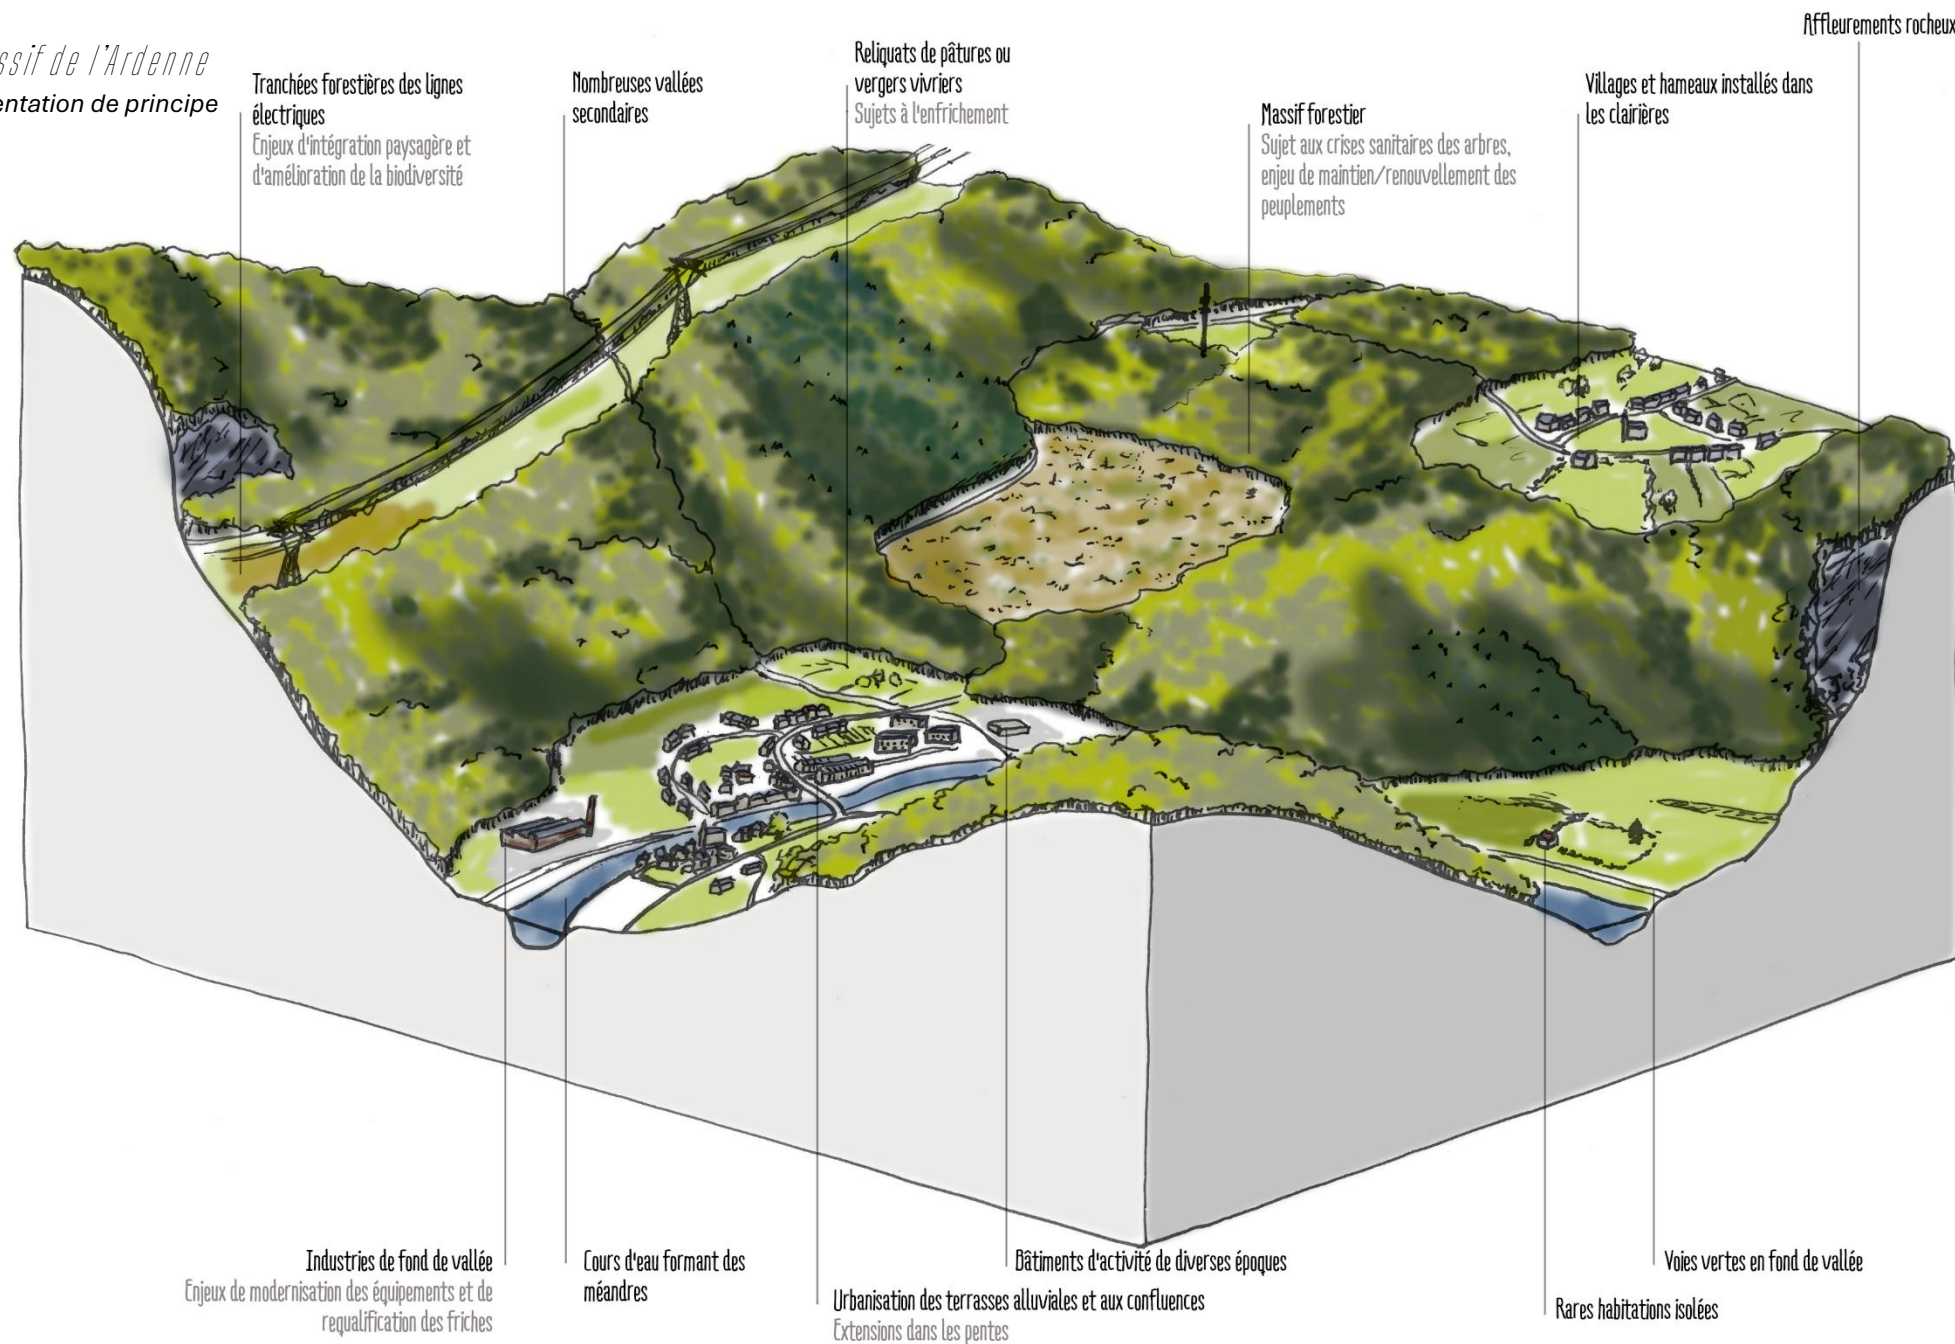 de l'Ardenne
de principe
Tranchées forestières des lignes
électriques
Enjeux d'intégration paysagère et
d'amélioration de la biodiversité
Nombreuses vallées
secondaires
Reliquats de pâtures ou
vergers vivriers
Sujets à l'enfrichement
Massif forestier
Sujet aux crises sanitaires des arbres,
enjeu de maintien/renouvellement des
peuplements
Villages et hameaux installés dans
les clairières
Affleurements rocheux
Industries de fond de vallée
Enjeux de modernisation des équipements et de
requalification des friches
Cours d'eau formant des
méandres
Urbanisation des terrasses alluviales et aux confluences
Extensions dans les pentes
Bâtiments d'activité de diverses époques
Rares habitations isolées
Voies vertes en fond de vallée